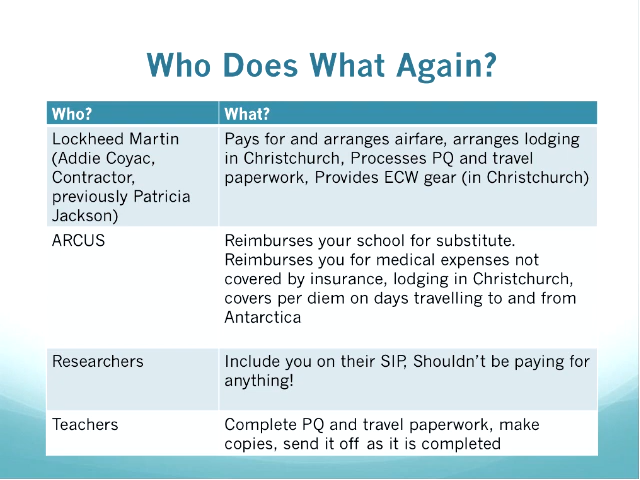 Who Does What Again?
Who? What?
Lockheed Martin
(Addie Coyac,
Contractor,
previously Patricia
Jackson)
Pays for and arranges airfare, arranges lodging
in Christchurch, Processes PQ and travel
paperwork, Provides ECW gear (in Christchurch)
ARCUS
Reimburses your school for substitute.
Reimburses you for medical expenses not
covered by insurance, lodging in Christchurch,
covers per diem on days travelling to and from
Antarctica
Researchers
Include you on their SIP, Shouldn't be paying for
anything!
Teachers
Complete PQ and travel paperwork, make
copies, send it off as it is completed